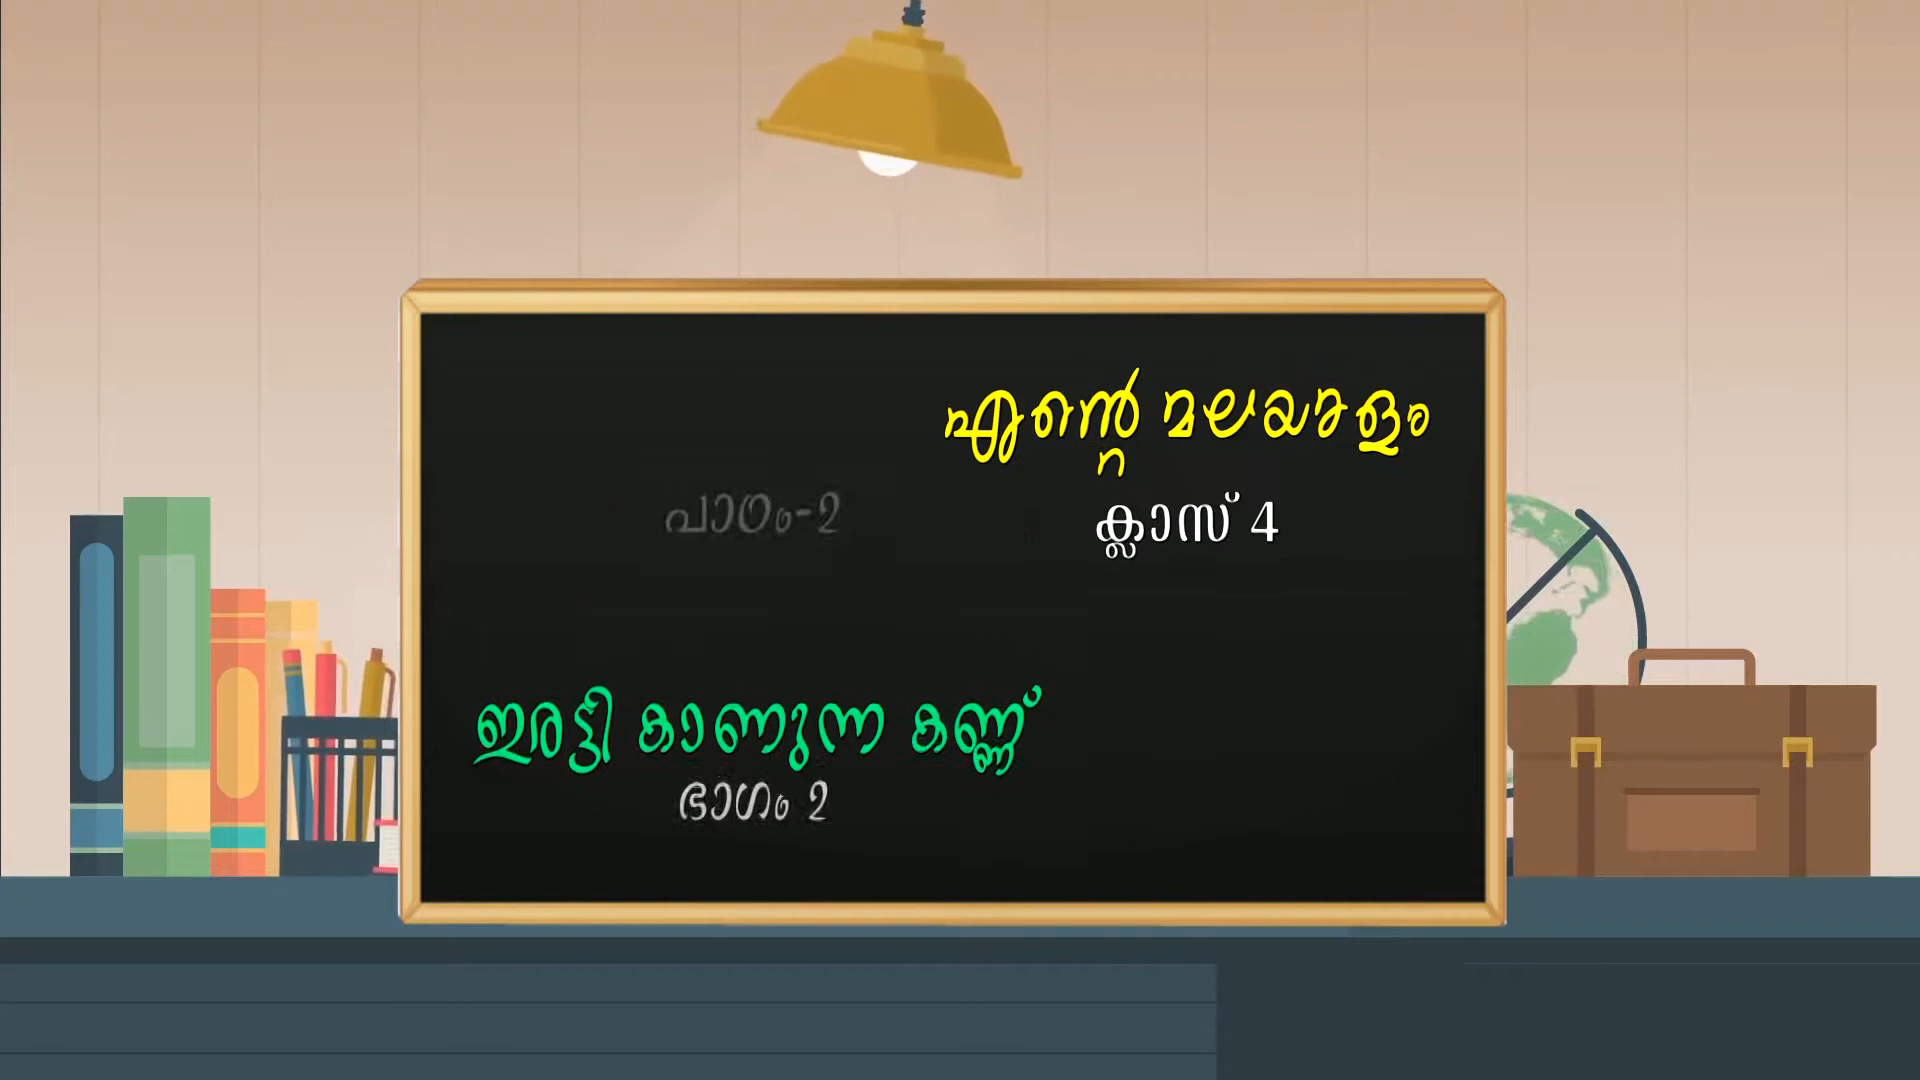 എന്റെ മലയാളം
ക്ലാസ് 4
പാഠം-2
ഇരട്ടി കാണുന്ന കണ്ണ്
ഭാഗം 2